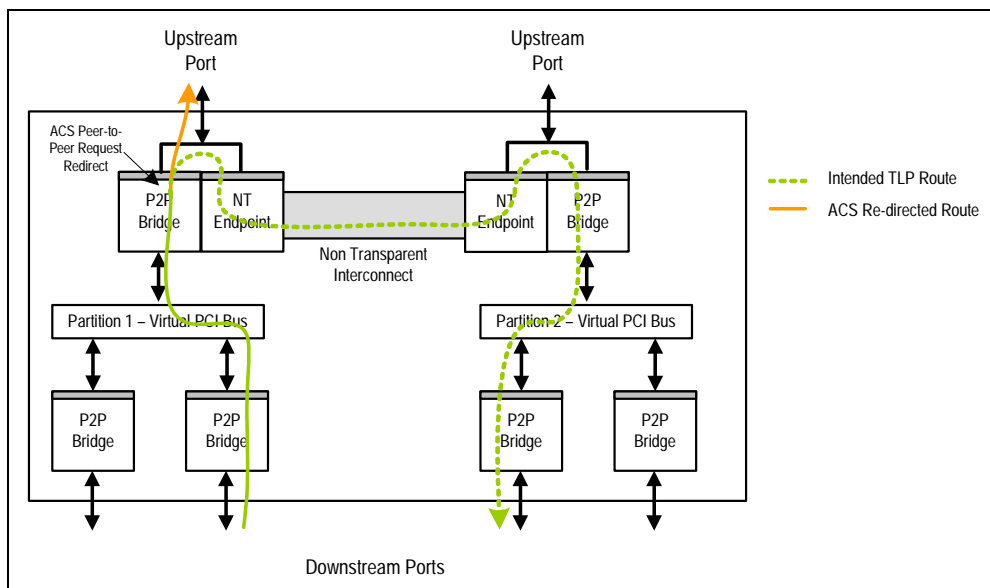 Upstream
Port
Upstream
Port
ACS Peer-to-
Peer Request
Redirect
P2P
Bridge
NT
Endpoint
NT
Endpoint
P2P
Bridge
Non Transparent
Interconnect
Intended TLP Route
ACS Re-directed Route
Partition 1 – Virtual PCI Bus
Partition 2 – Virtual PCI Bus
P2P
Bridge
P2P
Bridge
P2P
Bridge
P2P
Bridge
Downstream Ports